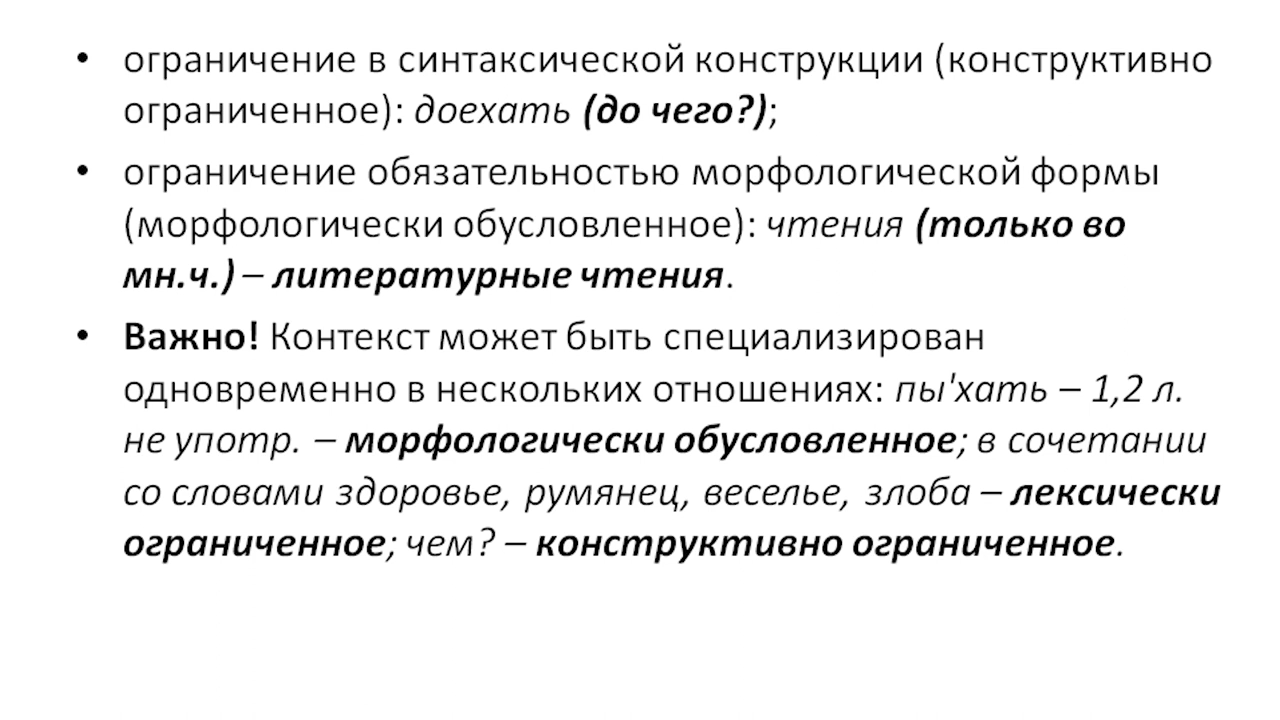 • ограничение в синтаксической конструкции (конструктивно
ограниченное): доехать (до чего?);
• ограничение обязательностью морфологической формы
(морфологически обусловленное): чтения (только во
мн.ч.) – литературные чтения.
• Важно! Контекст может быть специализирован
одновременно в нескольких отношениях: пы'хать – 1,2 л.
не употр. – морфологически обусловленное; в сочетании
со словами здоровье, румянец, веселье, злоба – лексически
ограниченное; чем? – конструктивно ограниченное.